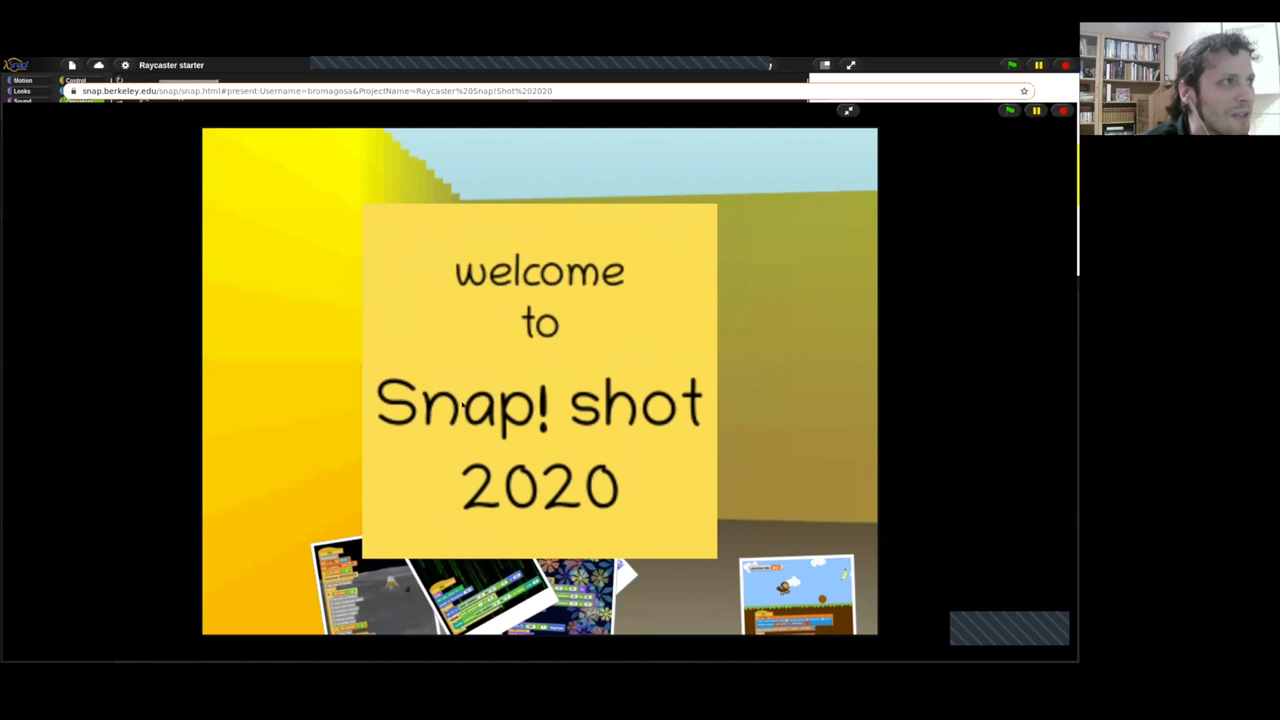 Snap!
Raycaster starter
Motion
Control
snap.berkeley.edu/snap/snap.html#present:Username=bromagosa&ProjectName=Raycaster%20Snap!Shot%202020
Looks
Sound
welcome
to
Snap! shot
2020